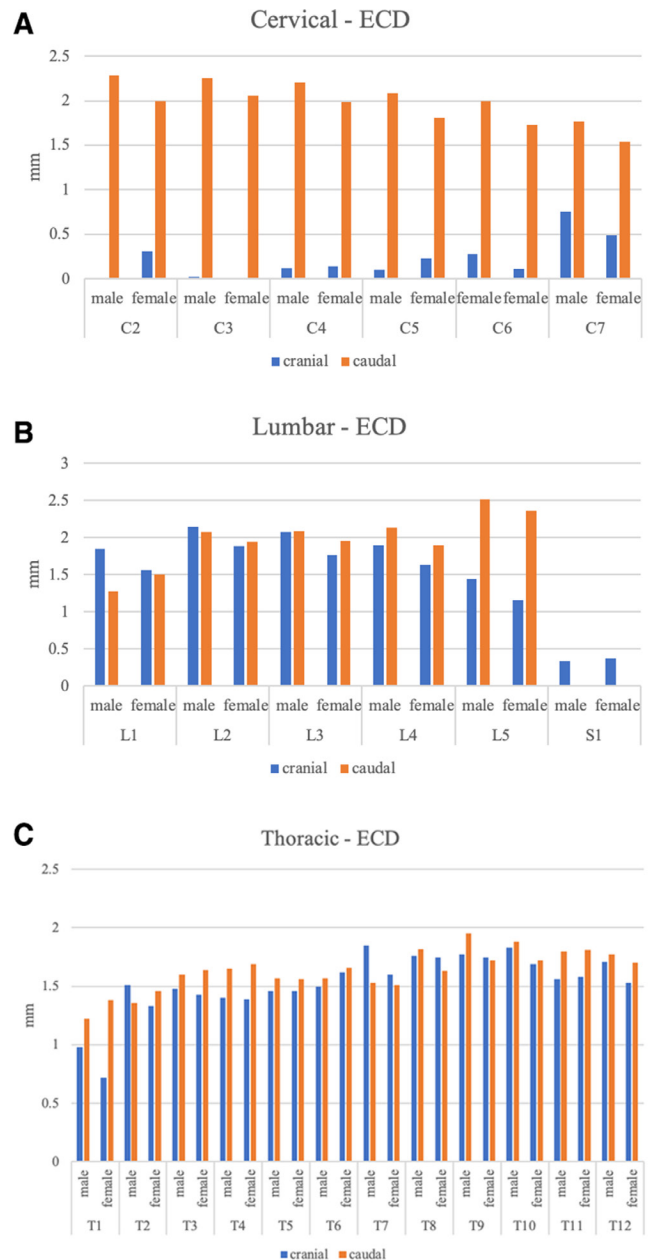 A
Cervical - ECD
2.5
2
1.5
1
0.5
0
mm
male female male female male female male female female female male female
C2 C3 C4 C5 C6 C7
cranial caudal
B
Lumbar - ECD
3
2.5
2
1.5
1
0.5
0
mm
male female male female male female male female male female male female
L1 L2 L3 L4 L5 S1
cranial caudal
C
Thoracic - ECD
2.5
2
1.5
1
0.5
0
mm
male female male female male female male female male female male female male female male female male female male female male female male female
T1 T2 T3 T4 T5 T6 T7 T8 T9 T10 T11 T12
cranial caudal